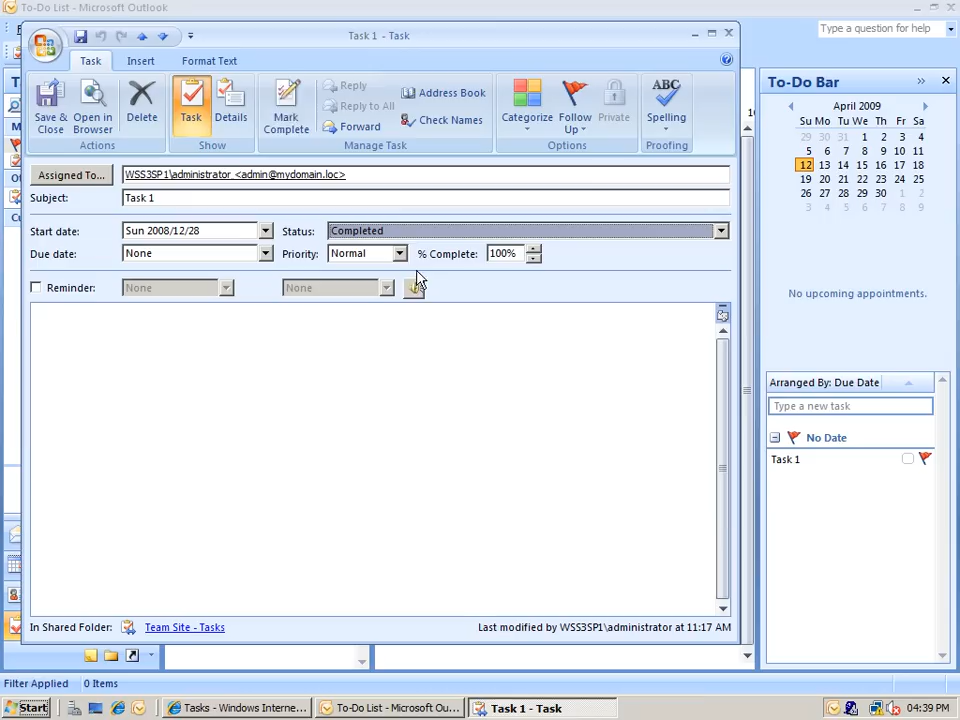 To-Do List - Microsoft Outlook
Task 1 - Task
Type a question for help
Task
Insert
Format Text
Save & Close
Open in Browser
Delete
Task
Details
Mark Complete
Reply
Reply to All
Forward
Address Book
Check Names
Categorize
Follow Up
Private
ABC
Spelling
Actions
Show
Manage Task
Options
Proofing
Assigned To...
WSS3SP1\administrator <admin@mydomain.loc>
Subject:
Task 1
Start date:
Sun 2008/12/28
Status:
Completed
Due date:
None
Priority:
Normal
% Complete:
100%
Reminder:
None
None
In Shared Folder:
Team Site - Tasks
Last modified by WSS3SP1\administrator at 11:17 AM
To-Do Bar
April 2009
Su Mo Tu We Th Fr Sa
29 30 31 1 2 3 4
5 6 7 8 9 10 11
12 13 14 15 16 17 18
19 20 21 22 23 24 25
26 27 28 29 30 1 2
3 4 5 6 7 8 9
No upcoming appointments.
Arranged By: Due Date
Type a new task
No Date
Task 1
Filter Applied
0 Items
Start
Tasks - Windows Interne...
To-Do List - Microsoft Ou...
Task 1 - Task
04:39 PM